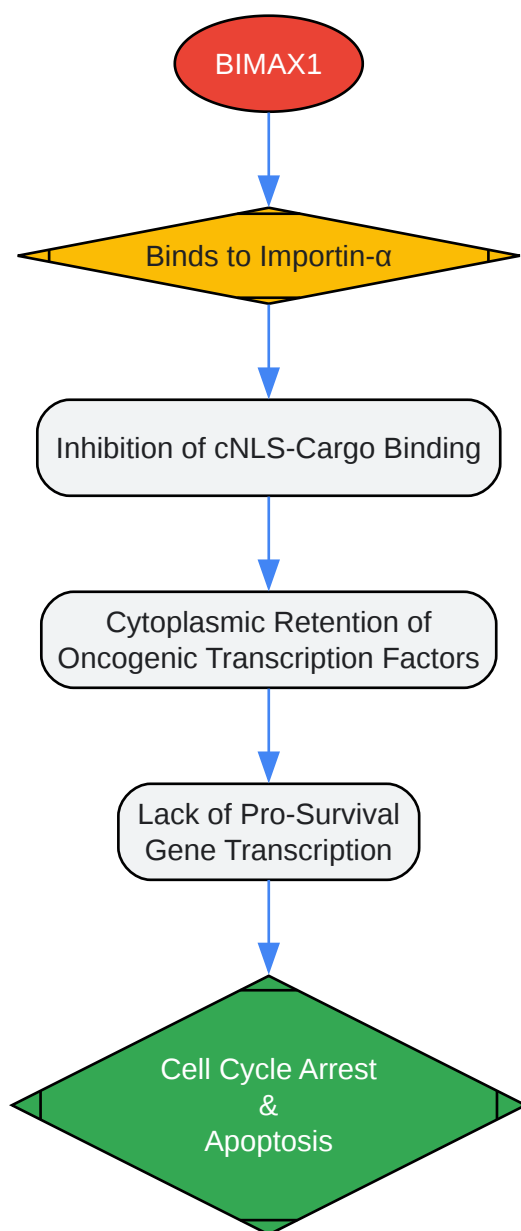 BIMAX1
Binds to Importin-α
Inhibition of cNLS-Cargo Binding
Cytoplasmic Retention of
Oncogenic Transcription Factors
Lack of Pro-Survival
Gene Transcription
Cell Cycle Arrest
&
Apoptosis